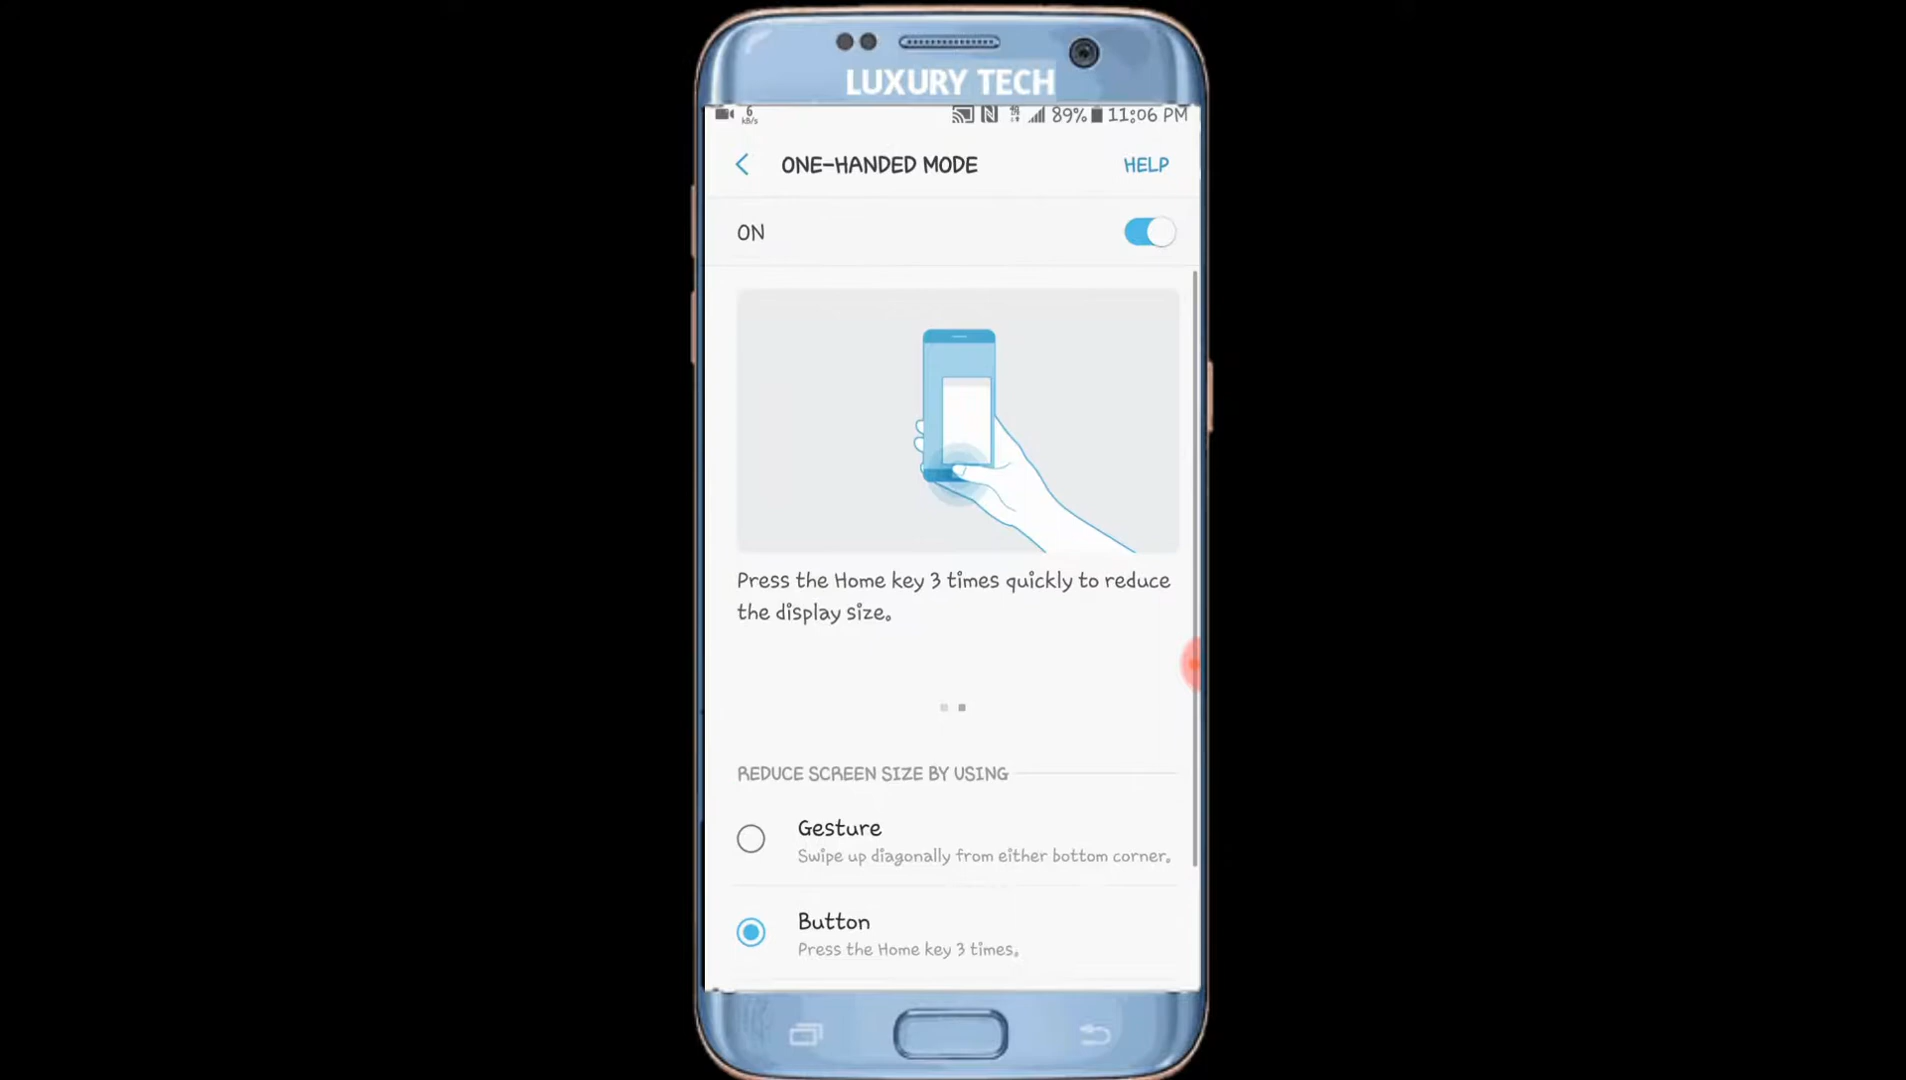 LUXURY TECH
6 kB/s 89% 11:06 PM
ONE-HANDED MODE HELP
ON
Press the Home key 3 times quickly to reduce
the display size.
REDUCE SCREEN SIZE BY USING
Gesture
Swipe up diagonally from either bottom corner.
Button
Press the Home key 3 times.